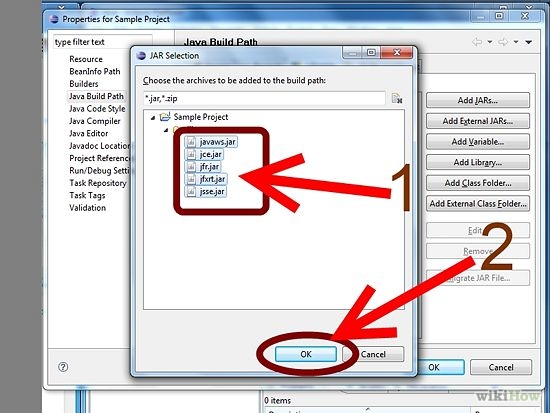 Properties for Sample Project
type filter text
Java Build Path
Resource
BeanInfo Path
Builders
Java Build Path
Java Code Style
Java Compiler
Java Editor
Javadoc Location
Project Reference
Run/Debug Settin
Task Repository
Task Tags
Validation
JAR Selection
Choose the archives to be added to the build path:
*.jar,*.zip
Sample Project
javaws.jar
jce.jar
jfr.jar
jfxrt.jar
jsse.jar
1
2
OK
Cancel
Add JARs...
Add External JARs...
Add Variable...
Add Library...
Add Class Folder...
Add External Class Folder...
Edit
Remove
Migrate JAR File...
OK
Cancel
0 items
wikiHow